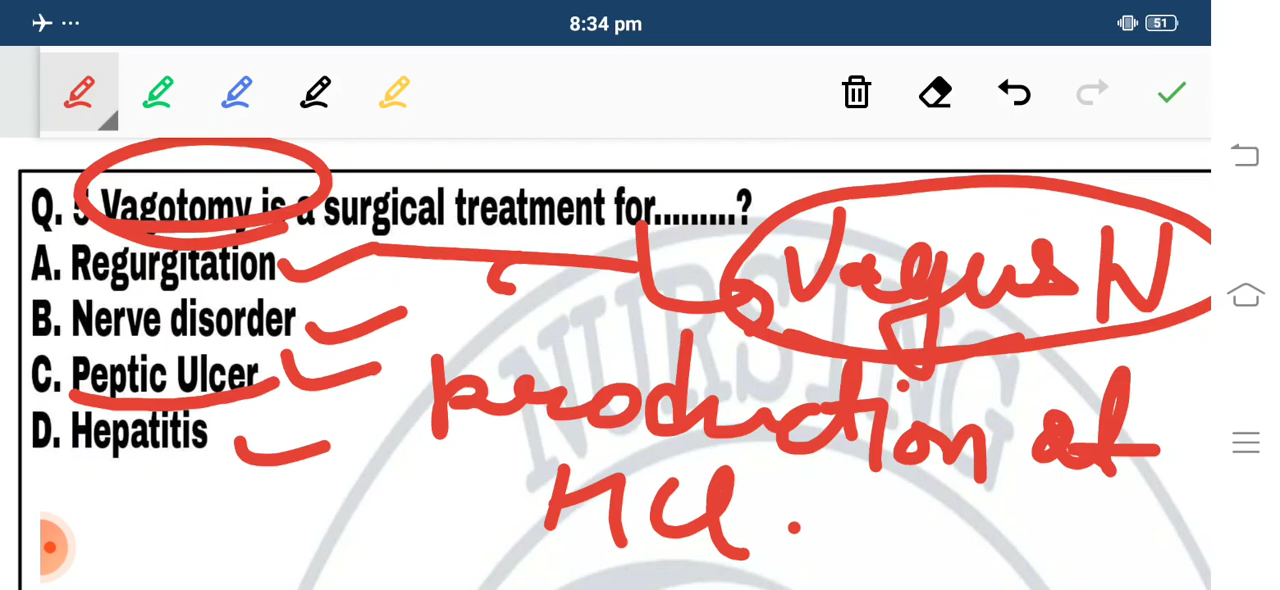 8:34 pm
51
Q. 5 Vagotomy is a surgical treatment for.........?
A. Regurgitation
B. Nerve disorder
C. Peptic Ulcer
D. Hepatitis
Vagus N
production of
HCl.
NURSING